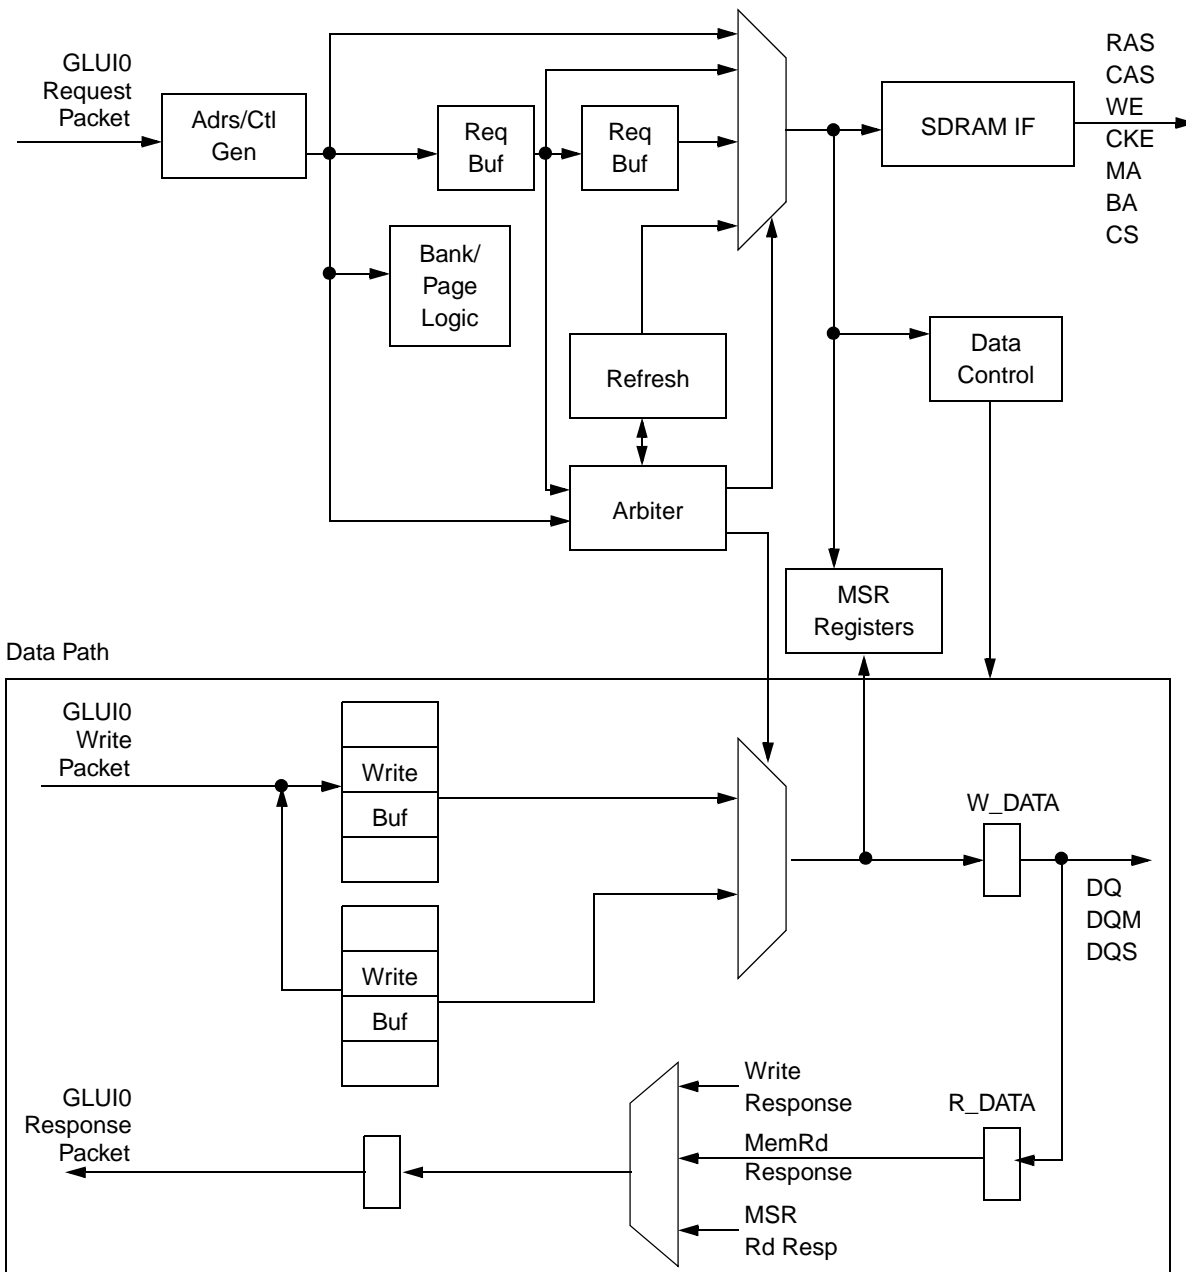 GLUI0
Request
Packet
Adrs/Ctl
Gen
Req
Buf
Req
Buf
SDRAM IF
RAS
CAS
WE
CKE
MA
BA
CS
Bank/
Page
Logic
Refresh
Data
Control
Arbiter
MSR
Registers
Data Path
GLUI0
Write
Packet
Write
Buf
W_DATA
DQ
DQM
DQS
Write
Buf
GLUI0
Response
Packet
Write
Response
MemRd
Response
MSR
Rd Resp
R_DATA